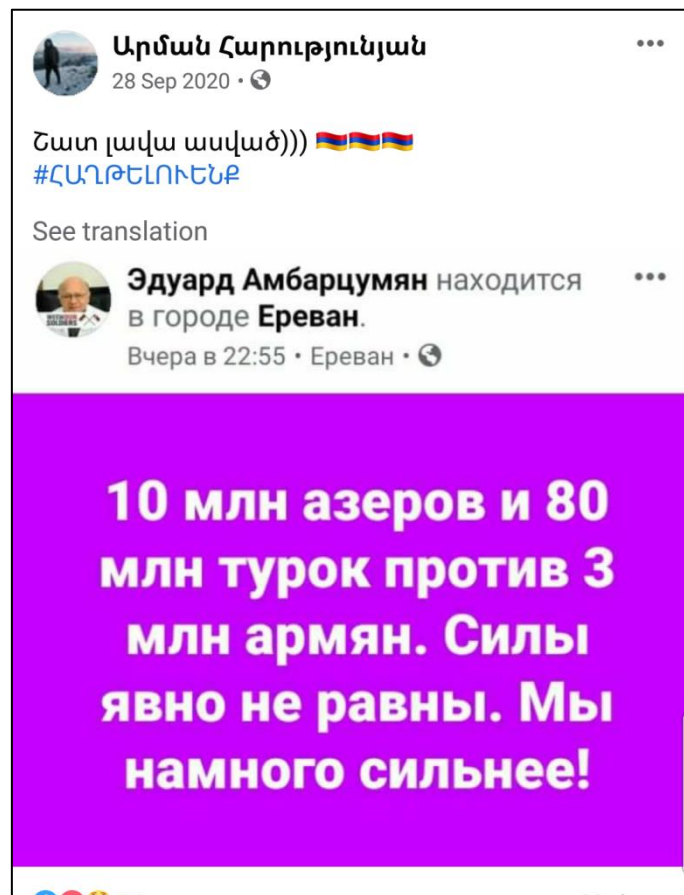 Արման Հարությունյան
28 Sep 2020 •
Շատ լավա ասված))) 🇦🇲🇦🇲🇦🇲
#ՀԱՂԹԵԼՈՒԵՆՔ
See translation
Эдуард Амбарцумян находится
в городе Ереван.
Вчера в 22:55 • Ереван •
10 млн азеров и 80
млн турок против 3
млн армян. Силы
явно не равны. Мы
намного сильнее!